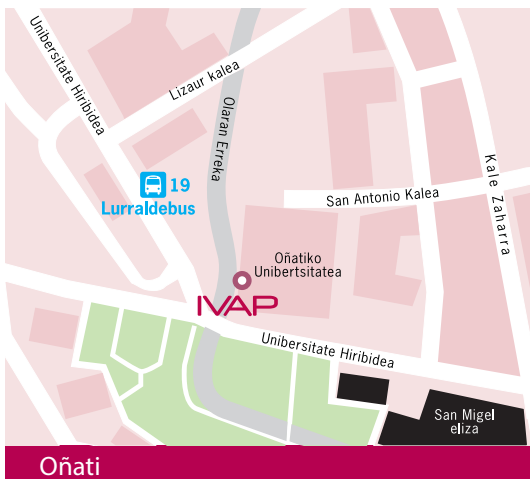 Unibersitate Hiribidea
Lizaur kalea
Olaran Erreka
19
Lurraldebus
San Antonio Kalea
Kale Zaharra
Oñatiko
Unibertsitatea
IVAP
Unibersitate Hiribidea
San Migel
eliza
Oñati